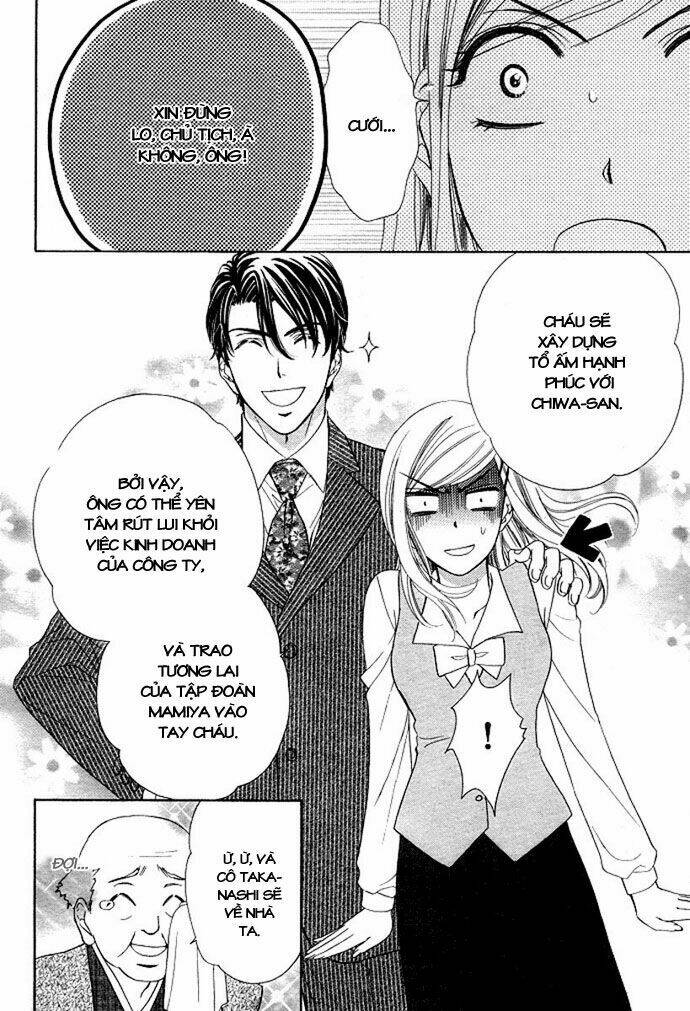 CƯỚI...
XIN ĐỪNG
LO, CHỦ TỊCH, À
KHÔNG, ÔNG!
CHÁU SẼ
XÂY DỰNG
TỔ ẤM HẠNH
PHÚC VỚI
CHIWA-SAN.
BỞI VẬY,
ÔNG CÓ THỂ YÊN
TÂM RÚT LUI KHỎI
VIỆC KINH DOANH
CỦA CÔNG TY,
VÀ TRAO
TƯƠNG LAI
CỦA TẬP ĐOÀN
MAMIYA VÀO
TAY CHÁU.
!
Ừ, Ừ, VÀ
CÔ TAKA-
NASHI SẼ
VỀ NHÀ
TA.
ĐỢI...